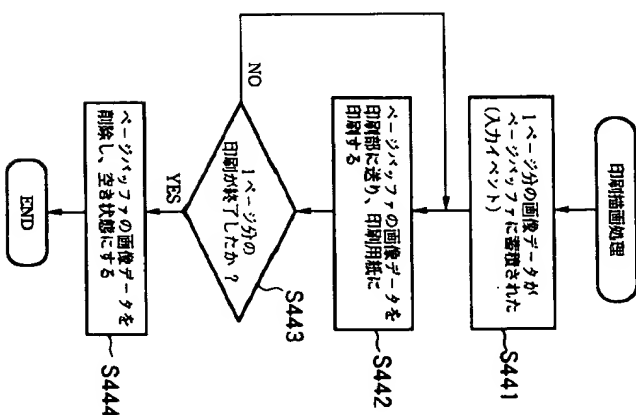 印刷描画処理
1ページ分の画像データが
ページバッファに蓄積された
(入力イベント)
S441
ページバッファの画像データを
印刷部に送り、印刷用紙に
印刷する
S442
1ページ分の
印刷が終了したか?
S443
NO
YES
ページバッファの画像データを
削除し、空き状態にする
S444
END